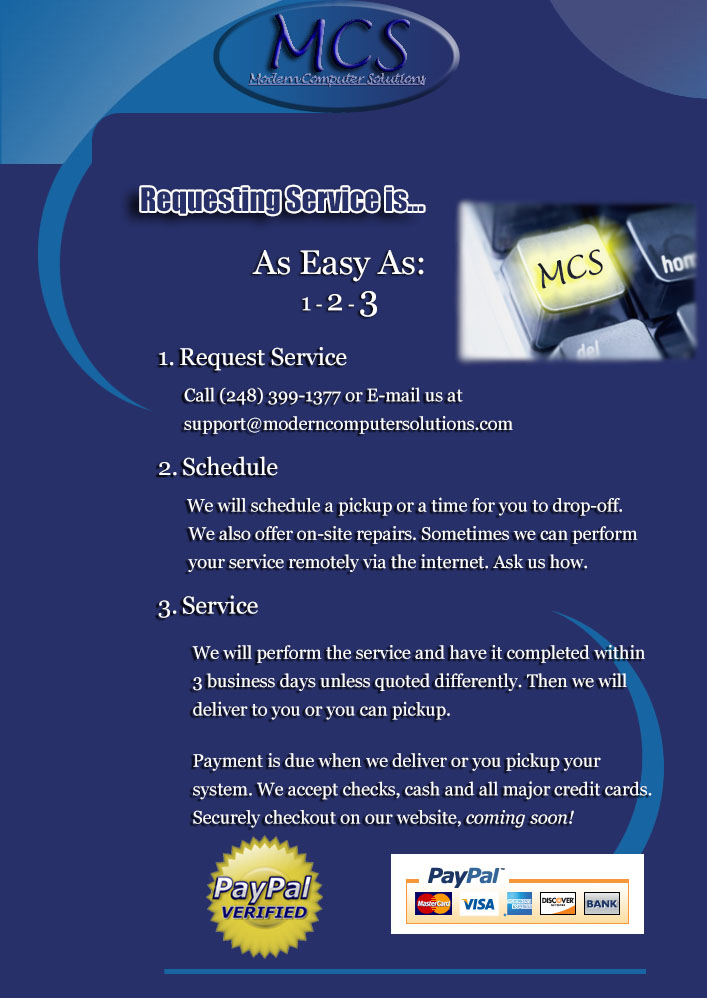 MCS
Modern Computer Solutions
Requesting Service is...
As Easy As:
1 - 2 - 3
MCS
hom
del
1. Request Service
Call (248) 399-1377 or E-mail us at
support@moderncomputersolutions.com
2. Schedule
We will schedule a pickup or a time for you to drop-off.
We also offer on-site repairs. Sometimes we can perform
your service remotely via the internet. Ask us how.
3. Service
We will perform the service and have it completed within
3 business days unless quoted differently. Then we will
deliver to you or you can pickup.
Payment is due when we deliver or you pickup your
system. We accept checks, cash and all major credit cards.
Securely checkout on our website, coming soon!
PayPal
VERIFIED
PayPal
MasterCard VISA DISCOVER BANK